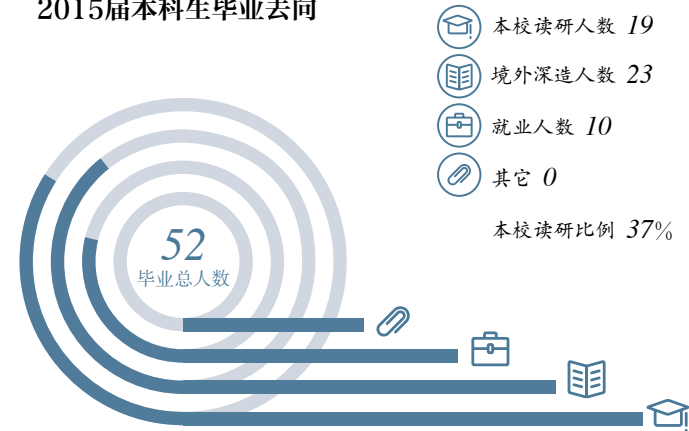 2015届本科生毕业去向
本校读研人数 19
境外深造人数 23
就业人数 10
其它 0
本校读研比例 37%
52
毕业总人数